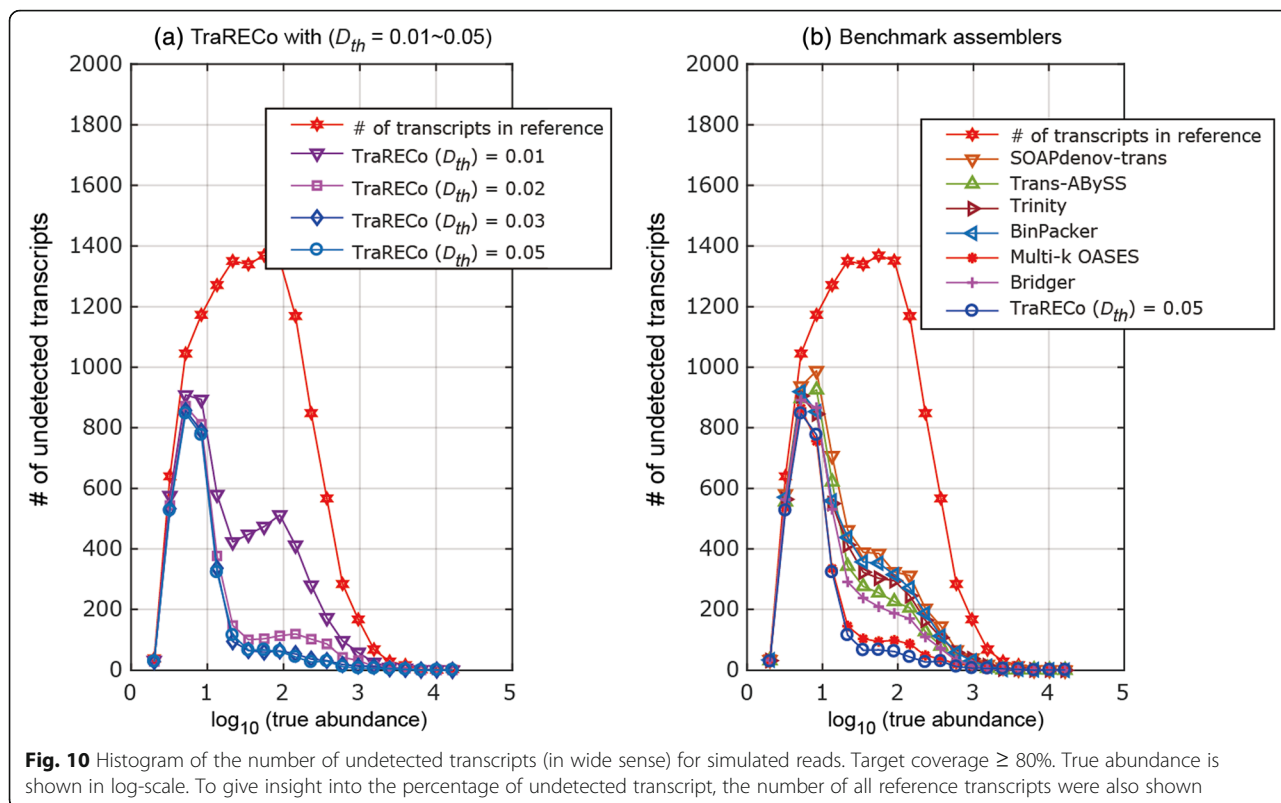 (a) TraRECo with (Dth = 0.01~0.05)
# of undetected transcripts
2000
1800
1600
1400
1200
1000
800
600
400
200
0
# of transcripts in reference
TraRECo (Dth) = 0.01
TraRECo (Dth) = 0.02
TraRECo (Dth) = 0.03
TraRECo (Dth) = 0.05
0 1 2 3 4 5
log10 (true abundance)
(b) Benchmark assemblers
# of undetected transcripts
2000
1800
1600
1400
1200
1000
800
600
400
200
0
# of transcripts in reference
SOAPdenov-trans
Trans-ABySS
Trinity
BinPacker
Multi-k OASES
Bridger
TraRECo (Dth) = 0.05
0 1 2 3 4 5
log10 (true abundance)
Fig. 10 Histogram of the number of undetected transcripts (in wide sense) for simulated reads. Target coverage ≥ 80%. True abundance is
shown in log-scale. To give insight into the percentage of undetected transcript, the number of all reference transcripts were also shown